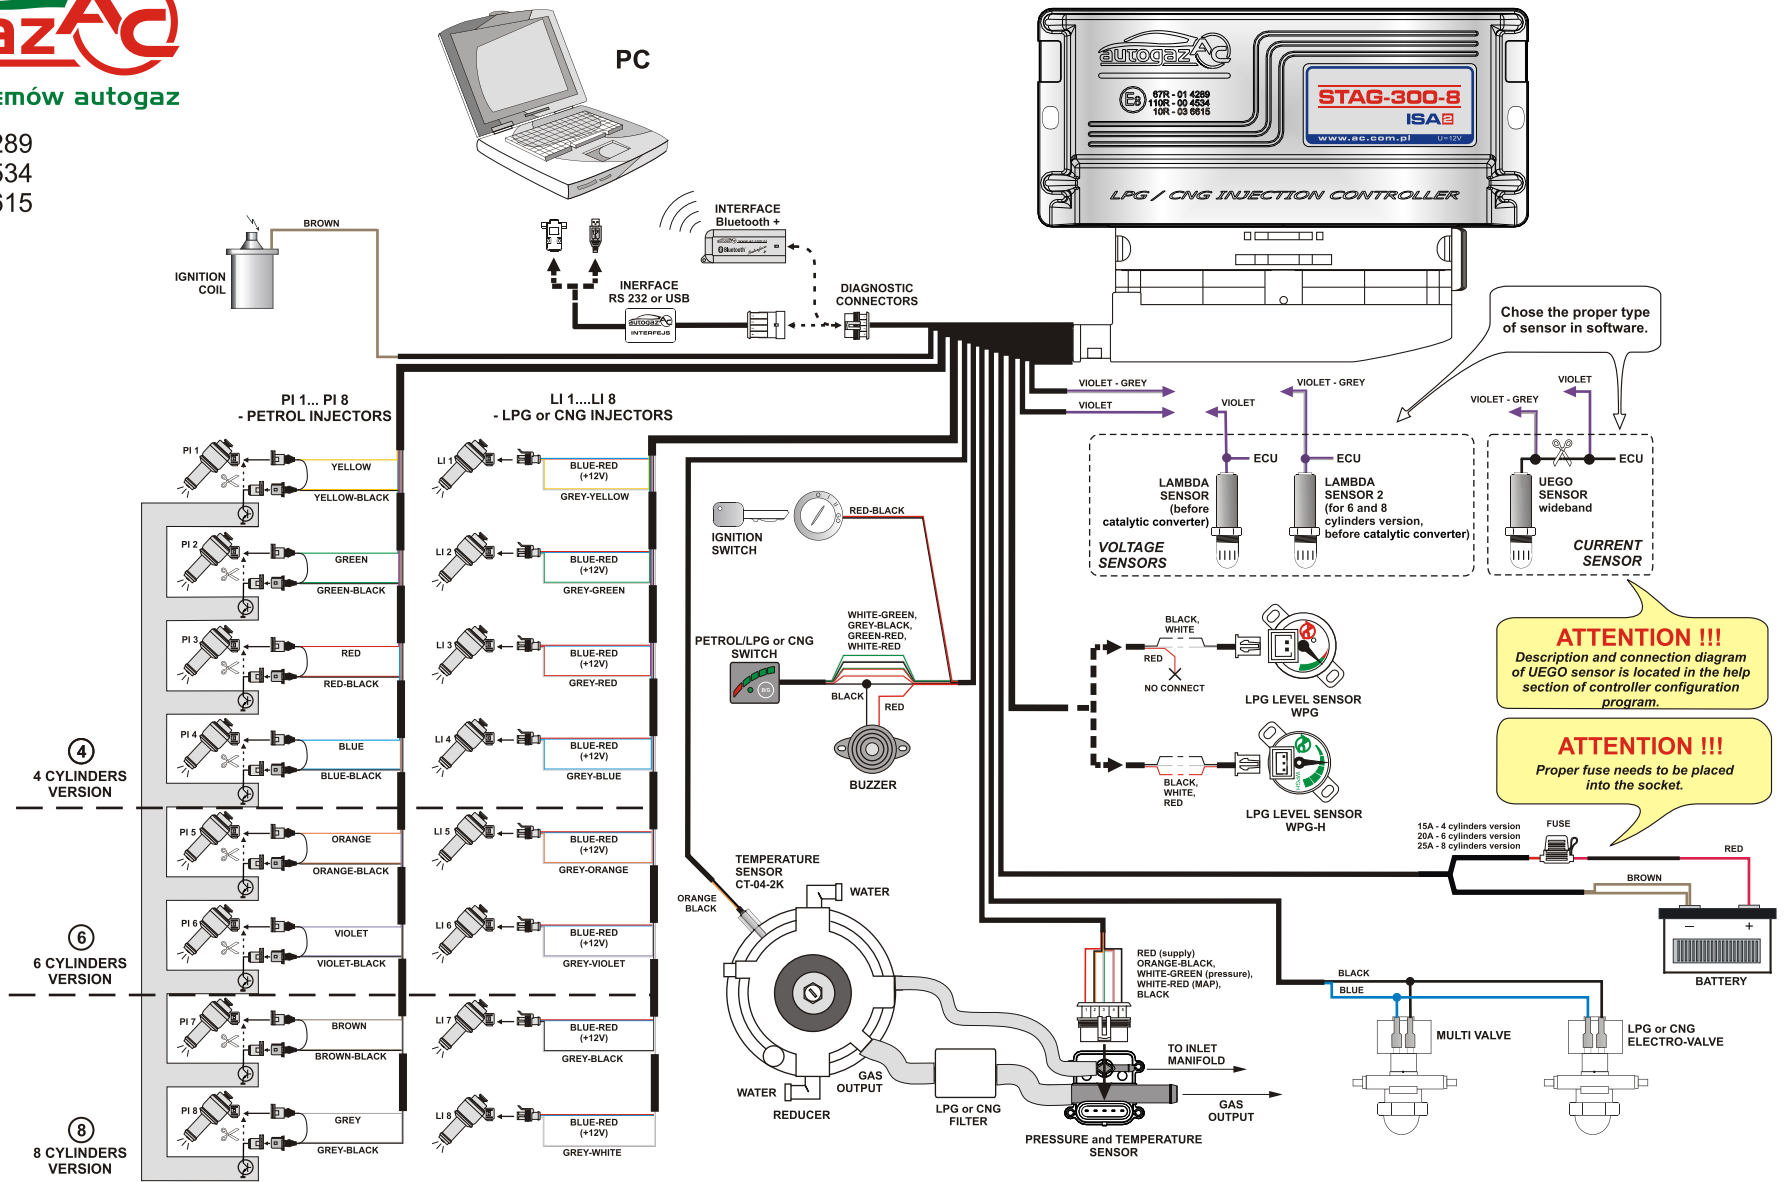 az AC
emów autogaz
289
534
615
PC
autogaz AC
E8
67R - 01 4289
110R - 00 4534
10R - 03 6615
STAG-300-8
ISA2
www.ac.com.pl
U=12V
LPG / CNG INJECTION CONTROLLER
BROWN
IGNITION
COIL
INTERFACE
Bluetooth +
Bluetooth
INERFACE
RS 232 or USB
autogaz AC
INTERFEJS
DIAGNOSTIC
CONNECTORS
Chose the proper type
of sensor in software.
VIOLET - GREY
VIOLET
VIOLET
VIOLET - GREY
VIOLET
VIOLET - GREY
ECU
ECU
ECU
LAMBDA
SENSOR
(before
catalytic converter)
LAMBDA
SENSOR 2
(for 6 and 8
cylinders version,
before catalytic converter)
UEGO
SENSOR
wideband
VOLTAGE
SENSORS
CURRENT
SENSOR
PI 1... PI 8
- PETROL INJECTORS
LI 1....LI 8
- LPG or CNG INJECTORS
PI 1
YELLOW
YELLOW-BLACK
LI 1
BLUE-RED
(+12V)
GREY-YELLOW
PI 2
GREEN
GREEN-BLACK
LI 2
BLUE-RED
(+12V)
GREY-GREEN
PI 3
RED
RED-BLACK
LI 3
BLUE-RED
(+12V)
GREY-RED
PI 4
BLUE
BLUE-BLACK
LI 4
BLUE-RED
(+12V)
GREY-BLUE
4
4 CYLINDERS
VERSION
PI 5
ORANGE
ORANGE-BLACK
LI 5
BLUE-RED
(+12V)
GREY-ORANGE
PI 6
VIOLET
VIOLET-BLACK
LI 6
BLUE-RED
(+12V)
GREY-VIOLET
6
6 CYLINDERS
VERSION
PI 7
BROWN
BROWN-BLACK
LI 7
BLUE-RED
(+12V)
GREY-BLACK
PI 8
GREY
GREY-BLACK
LI 8
BLUE-RED
(+12V)
GREY-WHITE
8
8 CYLINDERS
VERSION
IGNITION
SWITCH
RED-BLACK
PETROL/LPG or CNG
SWITCH
WHITE-GREEN,
GREY-BLACK,
GREEN-RED,
WHITE-RED
BLACK
RED
BUZZER
BLACK,
WHITE
RED
NO CONNECT
LPG LEVEL SENSOR
WPG
BLACK,
WHITE,
RED
LPG LEVEL SENSOR
WPG-H
ATTENTION !!!
Description and connection diagram
of UEGO sensor is located in the help
section of controller configuration
program.
ATTENTION !!!
Proper fuse needs to be placed
into the socket.
15A - 4 cylinders version
20A - 6 cylinders version
25A - 8 cylinders version
FUSE
RED
BROWN
BATTERY
TEMPERATURE
SENSOR
CT-04-2K
ORANGE
BLACK
WATER
WATER
REDUCER
GAS
OUTPUT
LPG or CNG
FILTER
RED (supply)
ORANGE-BLACK,
WHITE-GREEN (pressure),
WHITE-RED (MAP),
BLACK
1 2 3 4 5
TO INLET
MANIFOLD
GAS
OUTPUT
PRESSURE and TEMPERATURE
SENSOR
BLACK
BLUE
MULTI VALVE
LPG or CNG
ELECTRO-VALVE